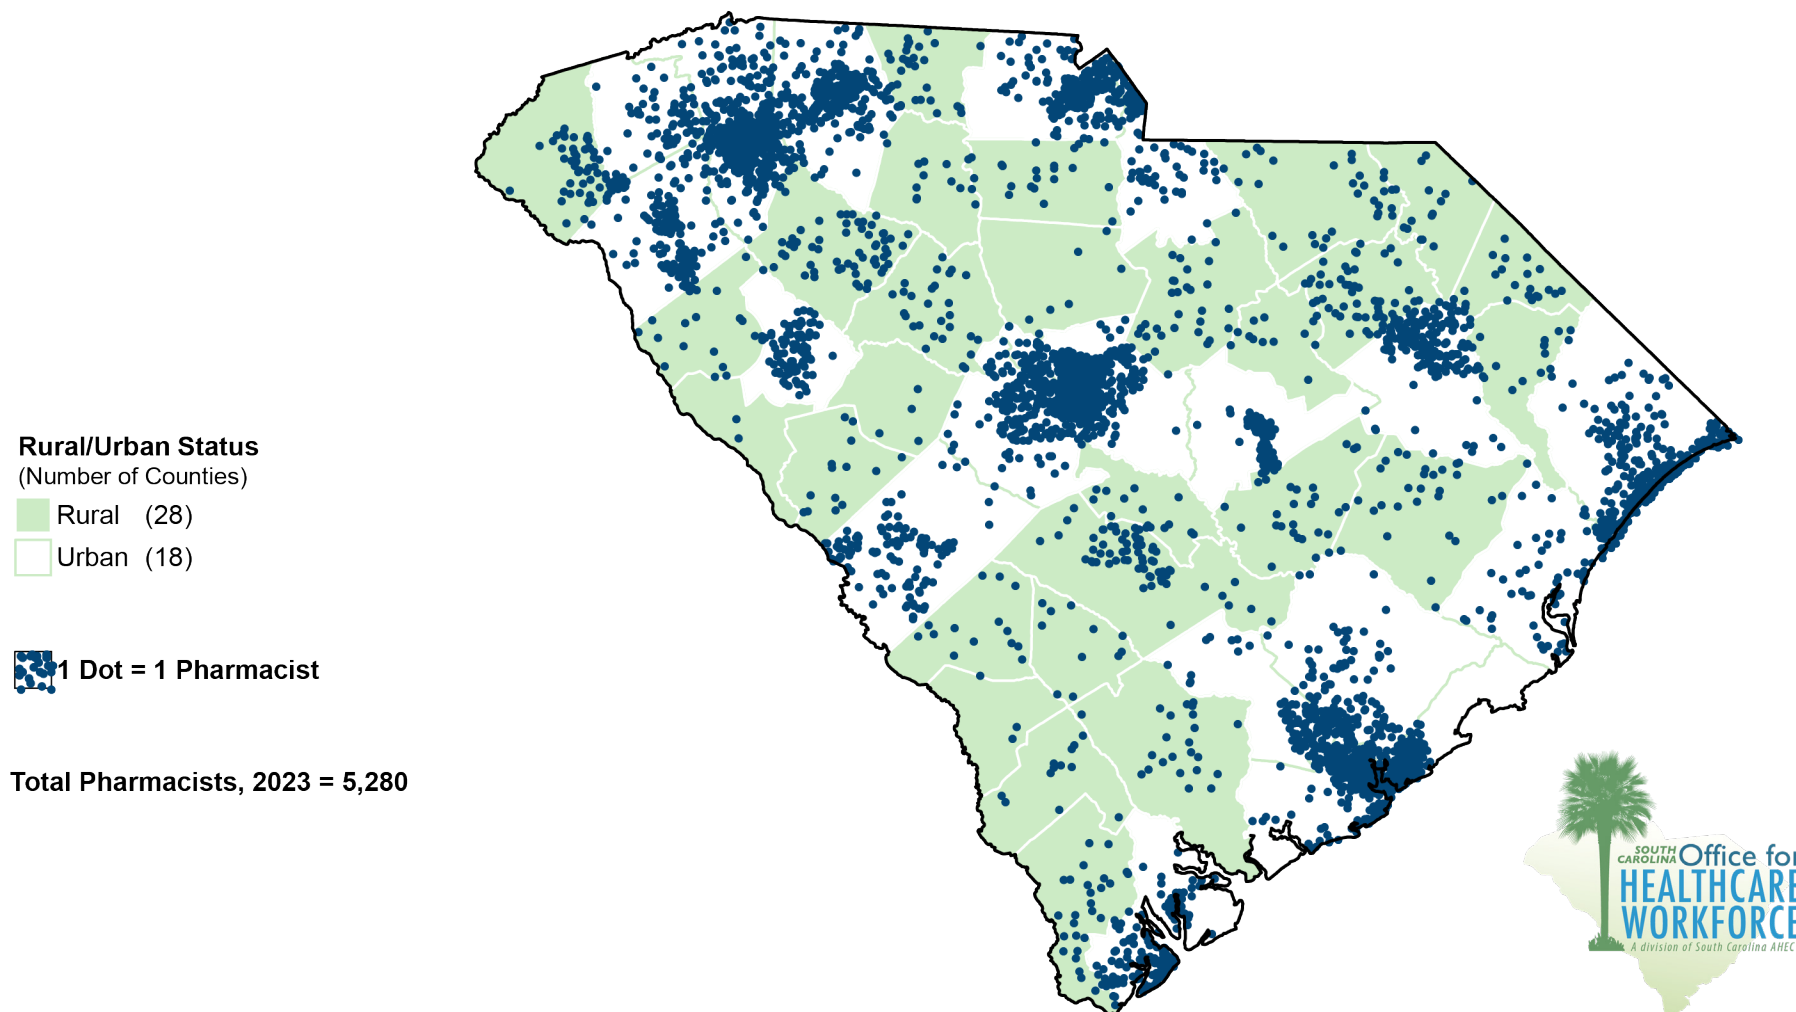 Rural/Urban Status
(Number of Counties)
Rural (28)
Urban (18)
1 Dot = 1 Pharmacist
Total Pharmacists, 2023 = 5,280
SOUTH
CAROLINA Office for
HEALTHCARE
WORKFORCE
A division of South Carolina AHEC